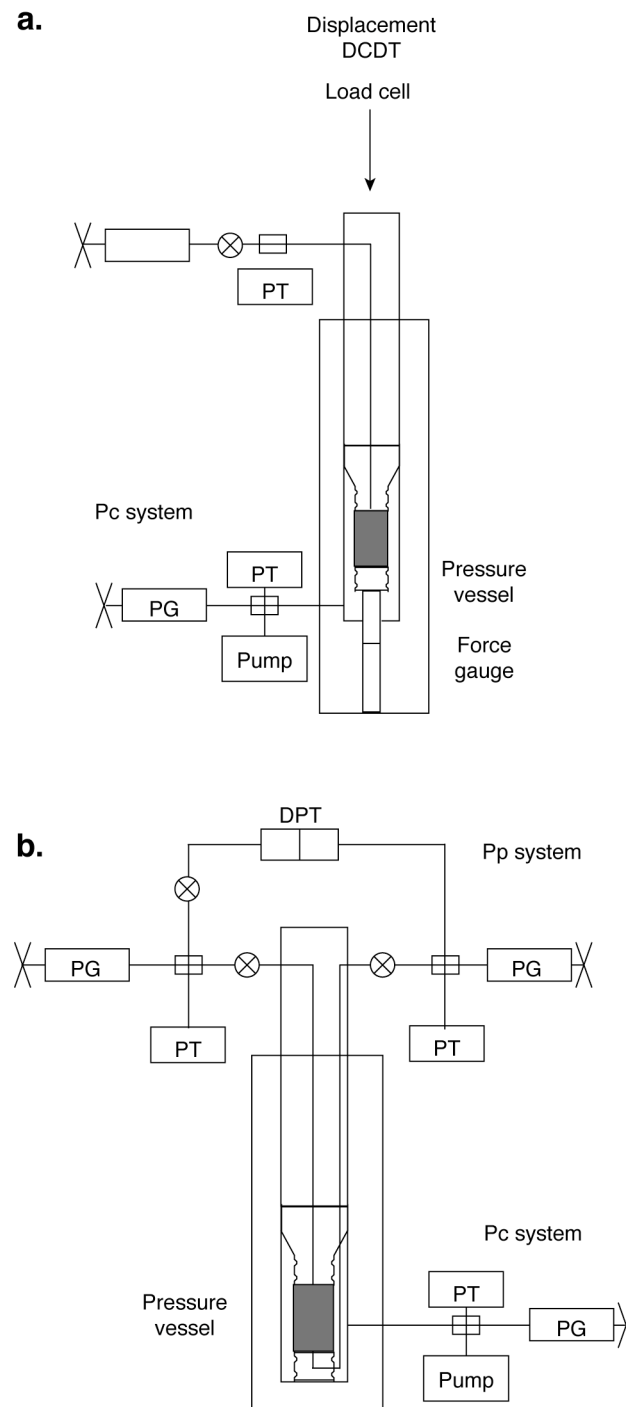 a.
Displacement
DCDT
Load cell
PT
Pc system
PT
PG
Pump
Pressure
vessel
Force
gauge
b.
DPT
Pp system
PG
PG
PT
PT
Pc system
PT
Pressure
vessel
PG
Pump